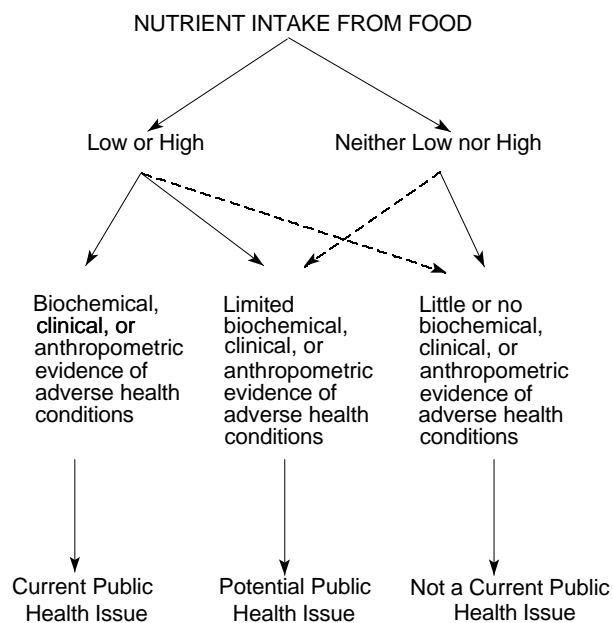 NUTRIENT INTAKE FROM FOOD
Low or High
Neither Low nor High
Biochemical,
clinical, or
anthropometric
evidence of
adverse health
conditions
Limited
biochemical,
clinical, or
anthropometric
evidence of
adverse health
conditions
Little or no
biochemical,
clinical, or
anthropometric
evidence of
adverse health
conditions
Current Public
Health Issue
Potential Public
Health Issue
Not a Current Public
Health Issue